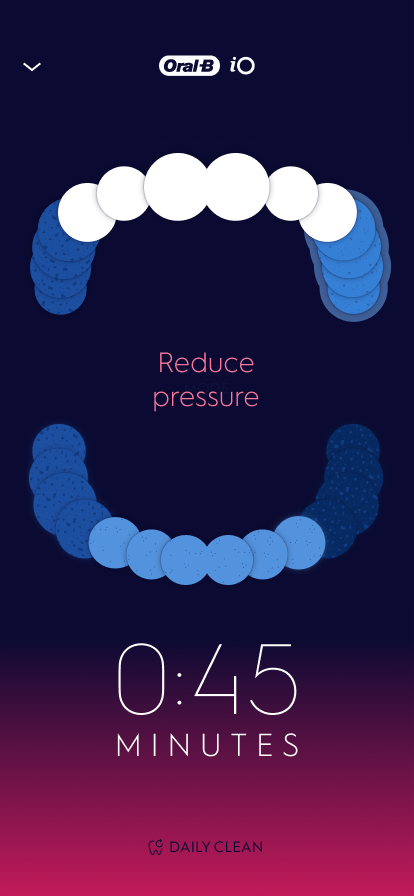 Oral-B iO
Reduce
pressure
0:45
MINUTES
DAILY CLEAN